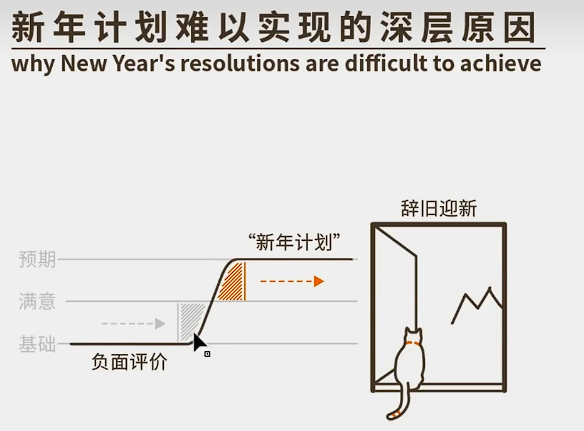 新年计划难以实现的深层原因
why New Year's resolutions are difficult to achieve
辞旧迎新
“新年计划”
预期
满意
基础
负面评价